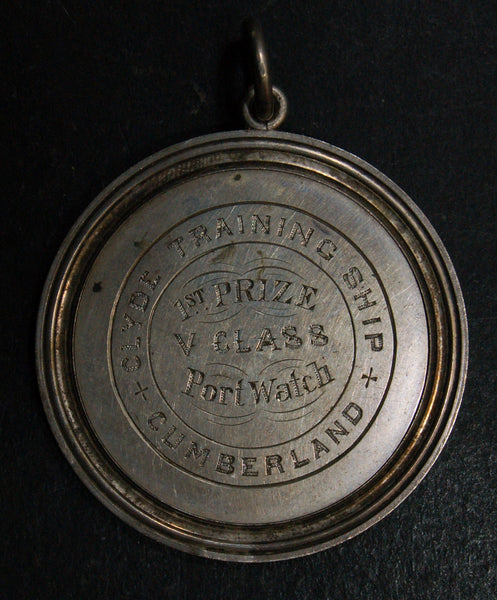 CLYDE TRAINING SHIP
CUMBERLAND
1ST PRIZE
V CLASS
Port Watch